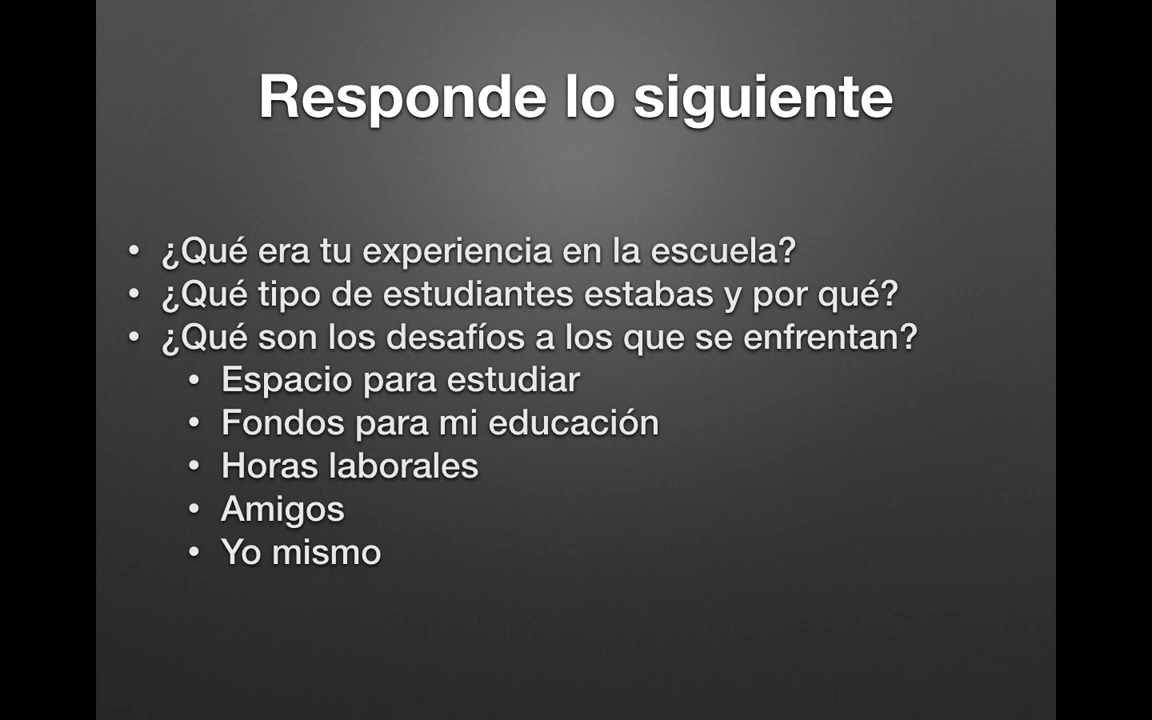 Responde lo siguiente
• ¿Qué era tu experiencia en la escuela?
• ¿Qué tipo de estudiantes estabas y por qué?
• ¿Qué son los desafíos a los que se enfrentan?
• Espacio para estudiar
• Fondos para mi educación
• Horas laborales
• Amigos
• Yo mismo